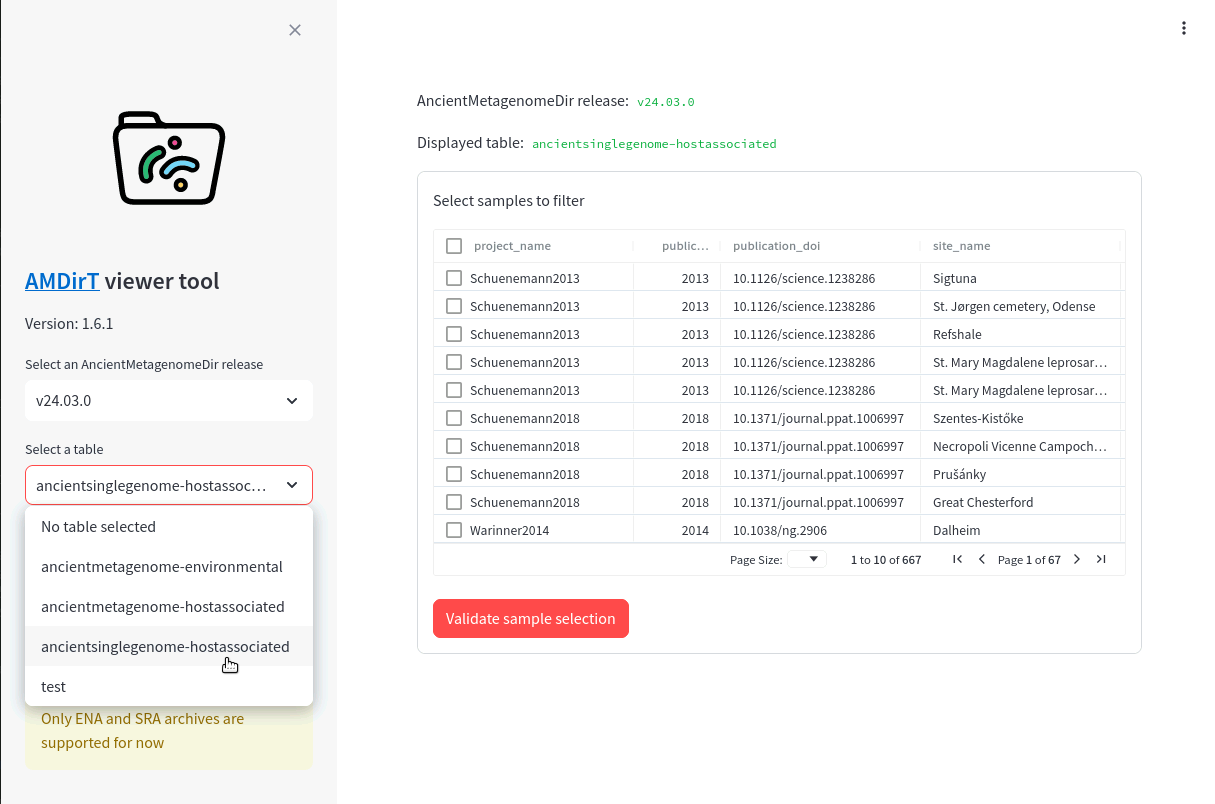 AMDirT viewer tool
Version: 1.6.1
Select an AncientMetagenomeDir release
v24.03.0
Select a table
ancientsinglegenome-hostassoc…
No table selected
ancientmetagenome-environmental
ancientmetagenome-hostassociated
ancientsinglegenome-hostassociated
test
Only ENA and SRA archives are
supported for now
AncientMetagenomeDir release: v24.03.0
Displayed table: ancientsinglegenome-hostassociated
Select samples to filter
project_name public… publication_doi site_name
Schuenemann2013 2013 10.1126/science.1238286 Sigtuna
Schuenemann2013 2013 10.1126/science.1238286 St. Jørgen cemetery, Odense
Schuenemann2013 2013 10.1126/science.1238286 Refshale
Schuenemann2013 2013 10.1126/science.1238286 St. Mary Magdalene leprosar…
Schuenemann2013 2013 10.1126/science.1238286 St. Mary Magdalene leprosar…
Schuenemann2018 2018 10.1371/journal.ppat.1006997 Szentes-Kistőke
Schuenemann2018 2018 10.1371/journal.ppat.1006997 Necropoli Vicenne Campoch…
Schuenemann2018 2018 10.1371/journal.ppat.1006997 Prušánky
Schuenemann2018 2018 10.1371/journal.ppat.1006997 Great Chesterford
Warinner2014 2014 10.1038/ng.2906 Dalheim
Page Size: 1 to 10 of 667 Page 1 of 67
Validate sample selection